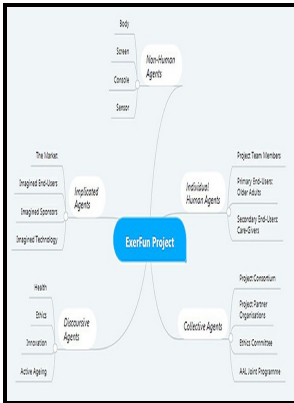 Body
Screen
Console
Sensor
Non-Human
Agents
The Market
Imagined End-Users
Imagined Sponsors
Imagined Technology
Implicated
Agents
Project Team Members
Primary End-Users:
Older Adults
Secondary End-Users:
Care-Givers
Individual
Human Agents
ExerFun Project
Health
Ethics
Innovation
Active Ageing
Discoursive
Agents
Collective Agents
Project Consortium
Project Partner
Organisations
Ethics Committee
AAL Joint Programme